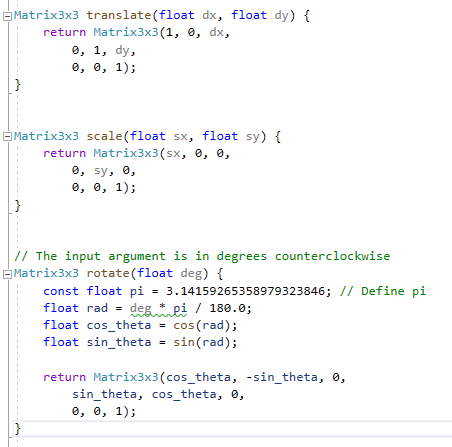 Matrix3x3 translate(float dx, float dy) {
    return Matrix3x3(1, 0, dx,
        0, 1, dy,
        0, 0, 1);
}
Matrix3x3 scale(float sx, float sy) {
    return Matrix3x3(sx, 0, 0,
        0, sy, 0,
        0, 0, 1);
}
// The input argument is in degrees counterclockwise
Matrix3x3 rotate(float deg) {
    const float pi = 3.14159265358979323846; // Define pi
    float rad = deg * pi / 180.0;
    float cos_theta = cos(rad);
    float sin_theta = sin(rad);
    return Matrix3x3(cos_theta, -sin_theta, 0,
        sin_theta, cos_theta, 0,
        0, 0, 1);
}